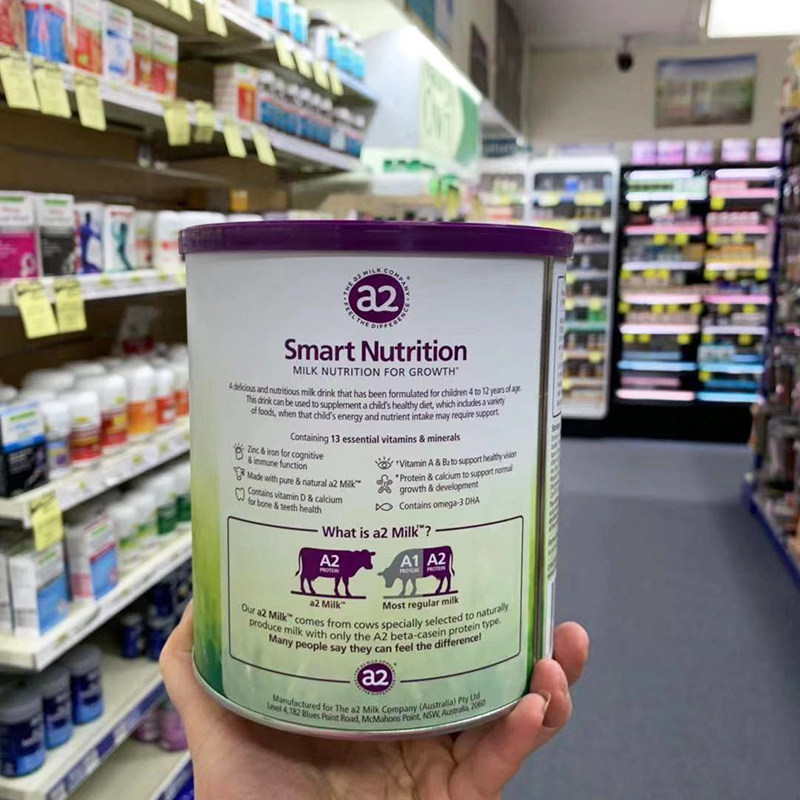 THE a2 MILK COMPANY
a2
FEEL THE DIFFERENCE
Smart Nutrition
MILK NUTRITION FOR GROWTH
A delicious and nutritious milk drink that has been formulated for children 4 to 12 years of age.
This drink can be used to supplement a child's healthy diet, which includes a variety
of foods, when that child's energy and nutrient intake may require support.
Containing 13 essential vitamins & minerals
Zinc & iron for cognitive
& immune function
Made with pure & natural a2 Milk™
Contains vitamin D & calcium
for bone & teeth health
Vitamin A & B₂ to support healthy vision
Protein & calcium to support normal
growth & development
Contains omega-3 DHA
What is a2 Milk™?
A2
PROTEIN
a2 Milk™
A1 A2
PROTEIN PROTEIN
Most regular milk
Our a2 Milk™ comes from cows specially selected to naturally
produce milk with only the A2 beta-casein protein type.
Many people say they can feel the difference!
a2
Manufactured for The a2 Milk Company (Australia) Pty Ltd
Level 4, 182 Blues Point Road, McMahons Point, NSW, Australia, 2060